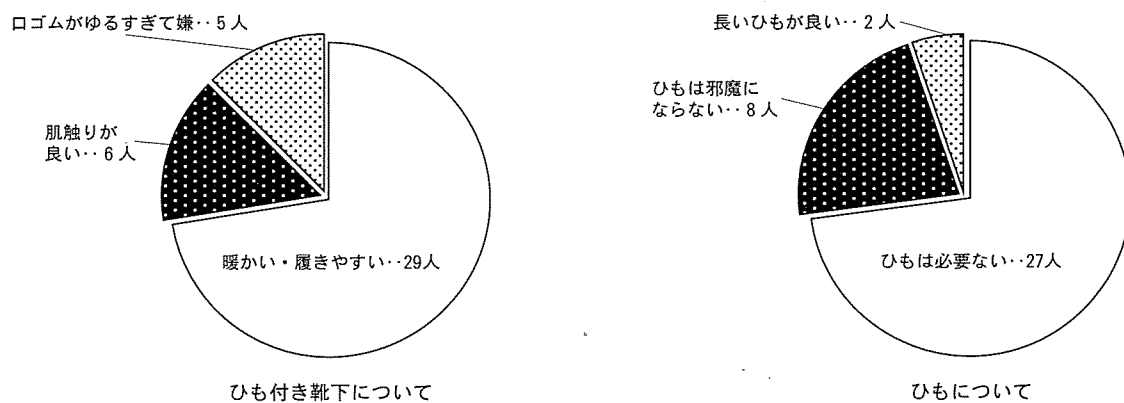 口ゴムがゆるすぎて嫌‥5人
肌触りが
良い‥6人
暖かい・履きやすい‥29人
ひも付き靴下について
長いひもが良い‥2人
ひもは邪魔に
ならない‥8人
ひもは必要ない‥27人
ひもについて